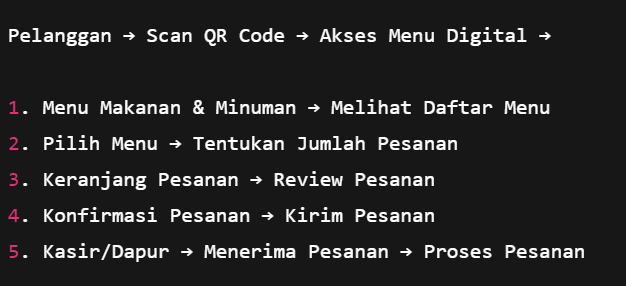 Pelanggan → Scan QR Code → Akses Menu Digital →
1. Menu Makanan & Minuman → Melihat Daftar Menu
2. Pilih Menu → Tentukan Jumlah Pesanan
3. Keranjang Pesanan → Review Pesanan
4. Konfirmasi Pesanan → Kirim Pesanan
5. Kasir/Dapur → Menerima Pesanan → Proses Pesanan